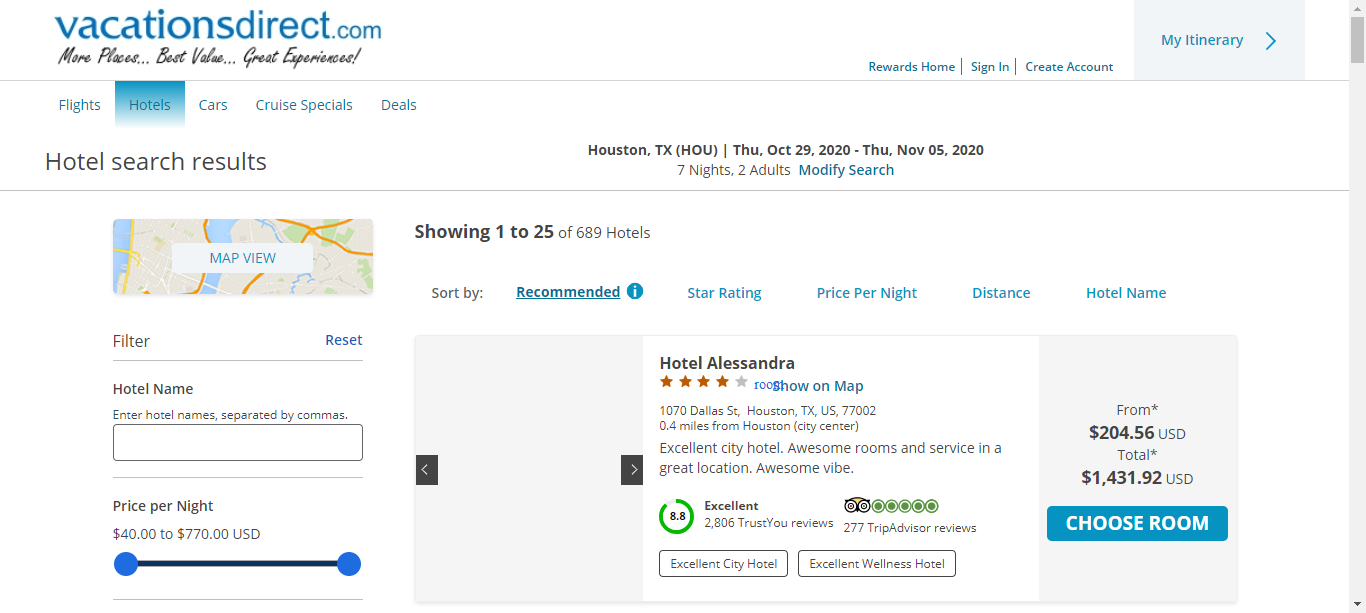 vacationsdirect.com
More Places... Best Value... Great Experiences!
My Itinerary
Rewards Home Sign In Create Account
Flights Hotels Cars Cruise Specials Deals
Hotel search results
Houston, TX (HOU) | Thu, Oct 29, 2020 - Thu, Nov 05, 2020
7 Nights, 2 Adults Modify Search
MAP VIEW
Showing 1 to 25 of 689 Hotels
Sort by: Recommended i Star Rating Price Per Night Distance Hotel Name
Filter Reset
Hotel Name
Enter hotel names, separated by commas.
Price per Night
$40.00 to $770.00 USD
Hotel Alessandra
room Show on Map
1070 Dallas St, Houston, TX, US, 77002
0.4 miles from Houston (city center)
Excellent city hotel. Awesome rooms and service in a
great location. Awesome vibe.
8.8
Excellent
2,806 TrustYou reviews
277 TripAdvisor reviews
Excellent City Hotel Excellent Wellness Hotel
From*
$204.56 USD
Total*
$1,431.92 USD
CHOOSE ROOM